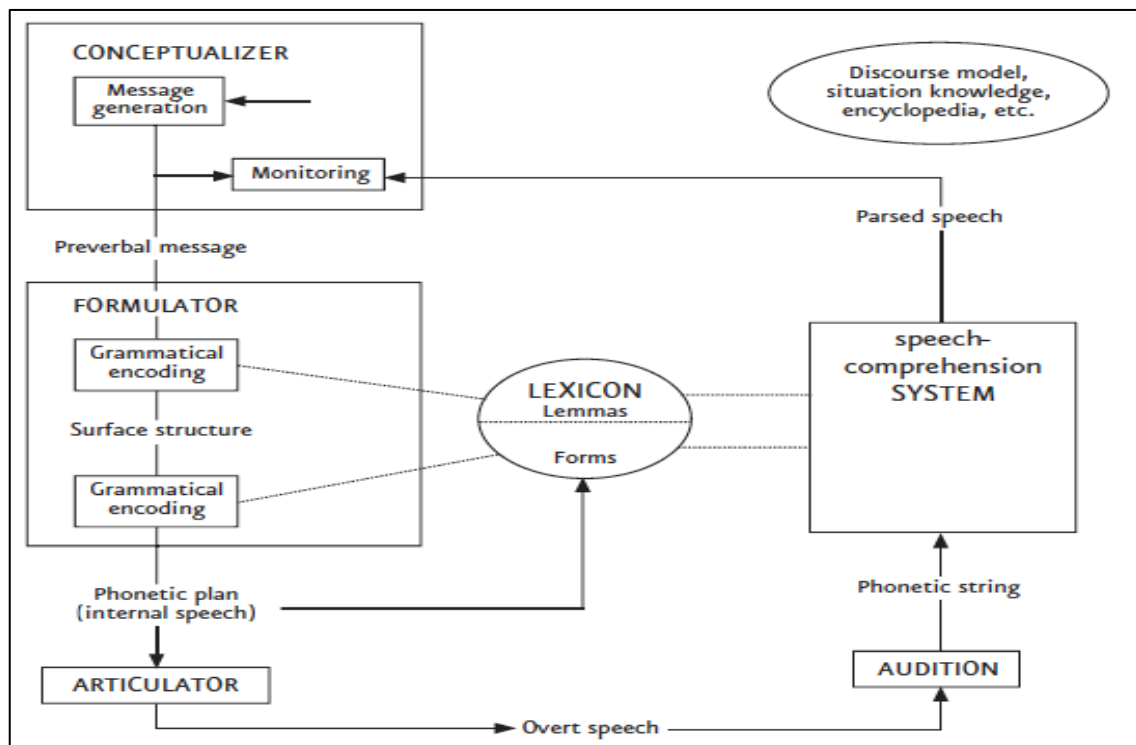 CONCEPTUALIZER
Message
generation
Monitoring
Discourse model,
situation knowledge,
encyclopedia, etc.
Parsed speech
Preverbal message
FORMULATOR
Grammatical
encoding
Surface structure
Grammatical
encoding
LEXICON
Lemmas
Forms
speech-
comprehension
SYSTEM
Phonetic plan
(internal speech)
Phonetic string
ARTICULATOR
AUDITION
Overt speech